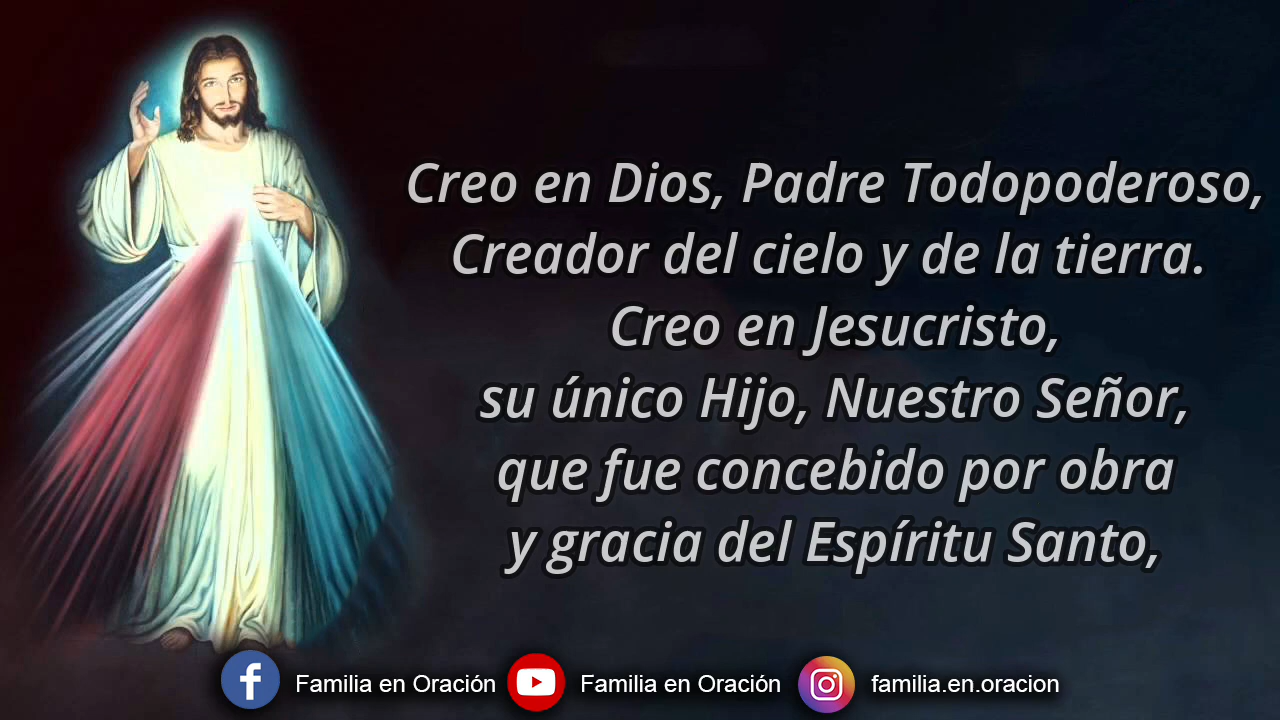 Creo en Dios, Padre Todopoderoso,
Creador del cielo y de la tierra.
Creo en Jesucristo,
su único Hijo, Nuestro Señor,
que fue concebido por obra
y gracia del Espíritu Santo,
Familia en Oración
Familia en Oración
familia.en.oracion